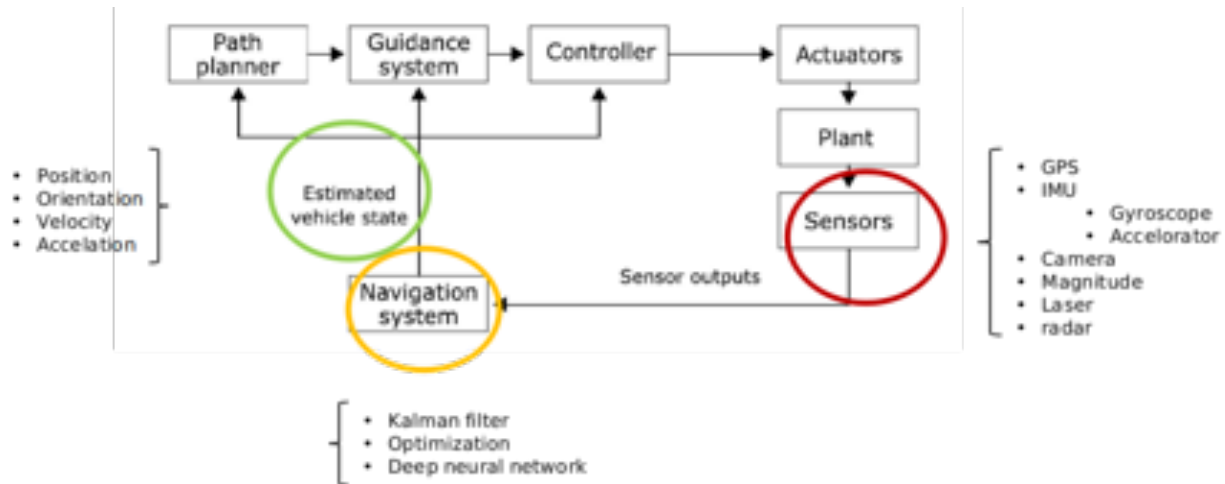 Path
planner
Guidance
system
Controller
Actuators
Plant
Sensors
Estimated
vehicle state
Sensor outputs
Navigation
system
• Position
• Orientation
• Velocity
• Accelation
• GPS
• IMU
• Gyroscope
• Accelorator
• Camera
• Magnitude
• Laser
• radar
• Kalman filter
• Optimization
• Deep neural network